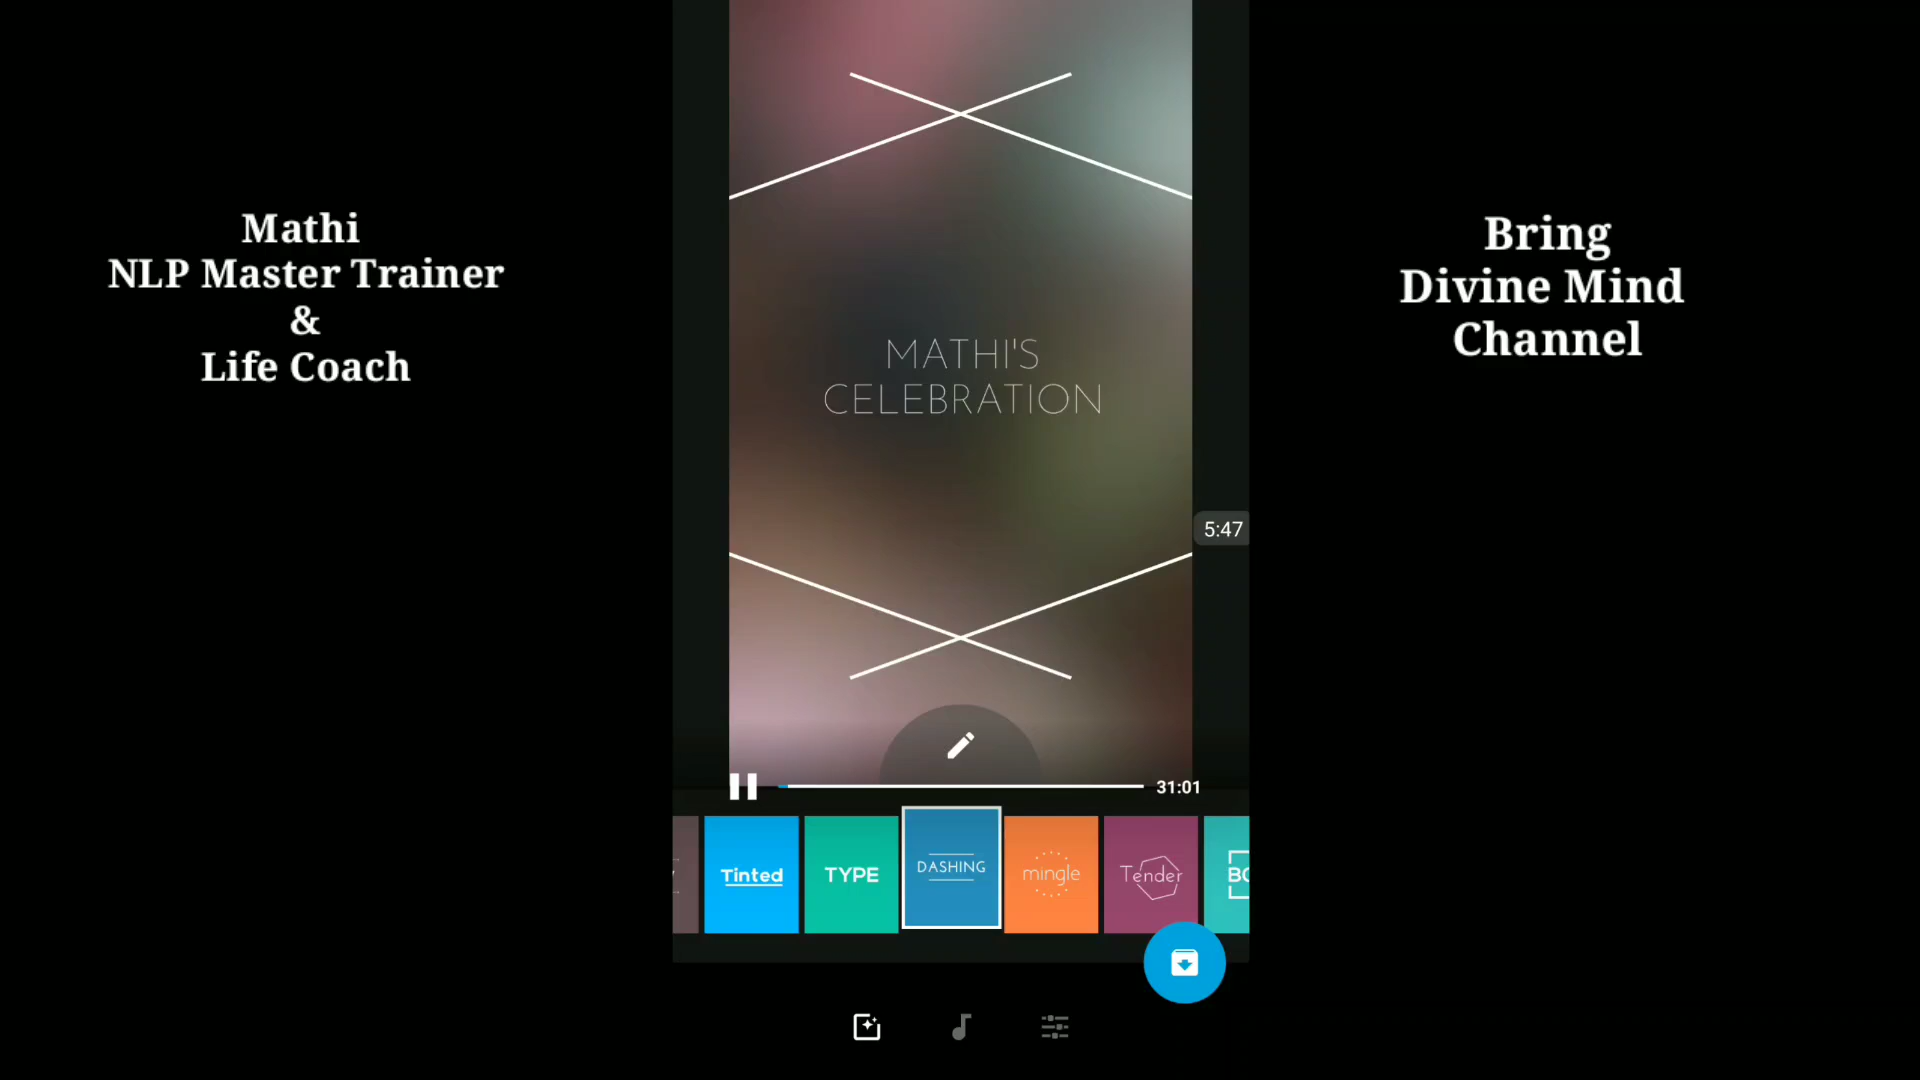 Mathi
NLP Master Trainer
&
Life Coach
Bring
Divine Mind
Channel
MATHI'S
CELEBRATION
5:47
31:01
Tinted
TYPE
DASHING
mingle
Tender